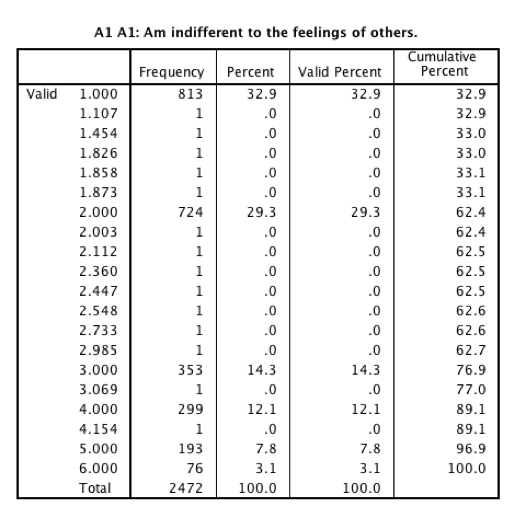 A1 A1: Am indifferent to the feelings of others.
Frequency Percent Valid Percent Cumulative Percent
Valid 1.000 813 32.9 32.9 32.9
1.107 1 .0 .0 32.9
1.454 1 .0 .0 33.0
1.826 1 .0 .0 33.0
1.858 1 .0 .0 33.1
1.873 1 .0 .0 33.1
2.000 724 29.3 29.3 62.4
2.003 1 .0 .0 62.4
2.112 1 .0 .0 62.5
2.360 1 .0 .0 62.5
2.447 1 .0 .0 62.5
2.548 1 .0 .0 62.6
2.733 1 .0 .0 62.6
2.985 1 .0 .0 62.7
3.000 353 14.3 14.3 76.9
3.069 1 .0 .0 77.0
4.000 299 12.1 12.1 89.1
4.154 1 .0 .0 89.1
5.000 193 7.8 7.8 96.9
6.000 76 3.1 3.1 100.0
Total 2472 100.0 100.0